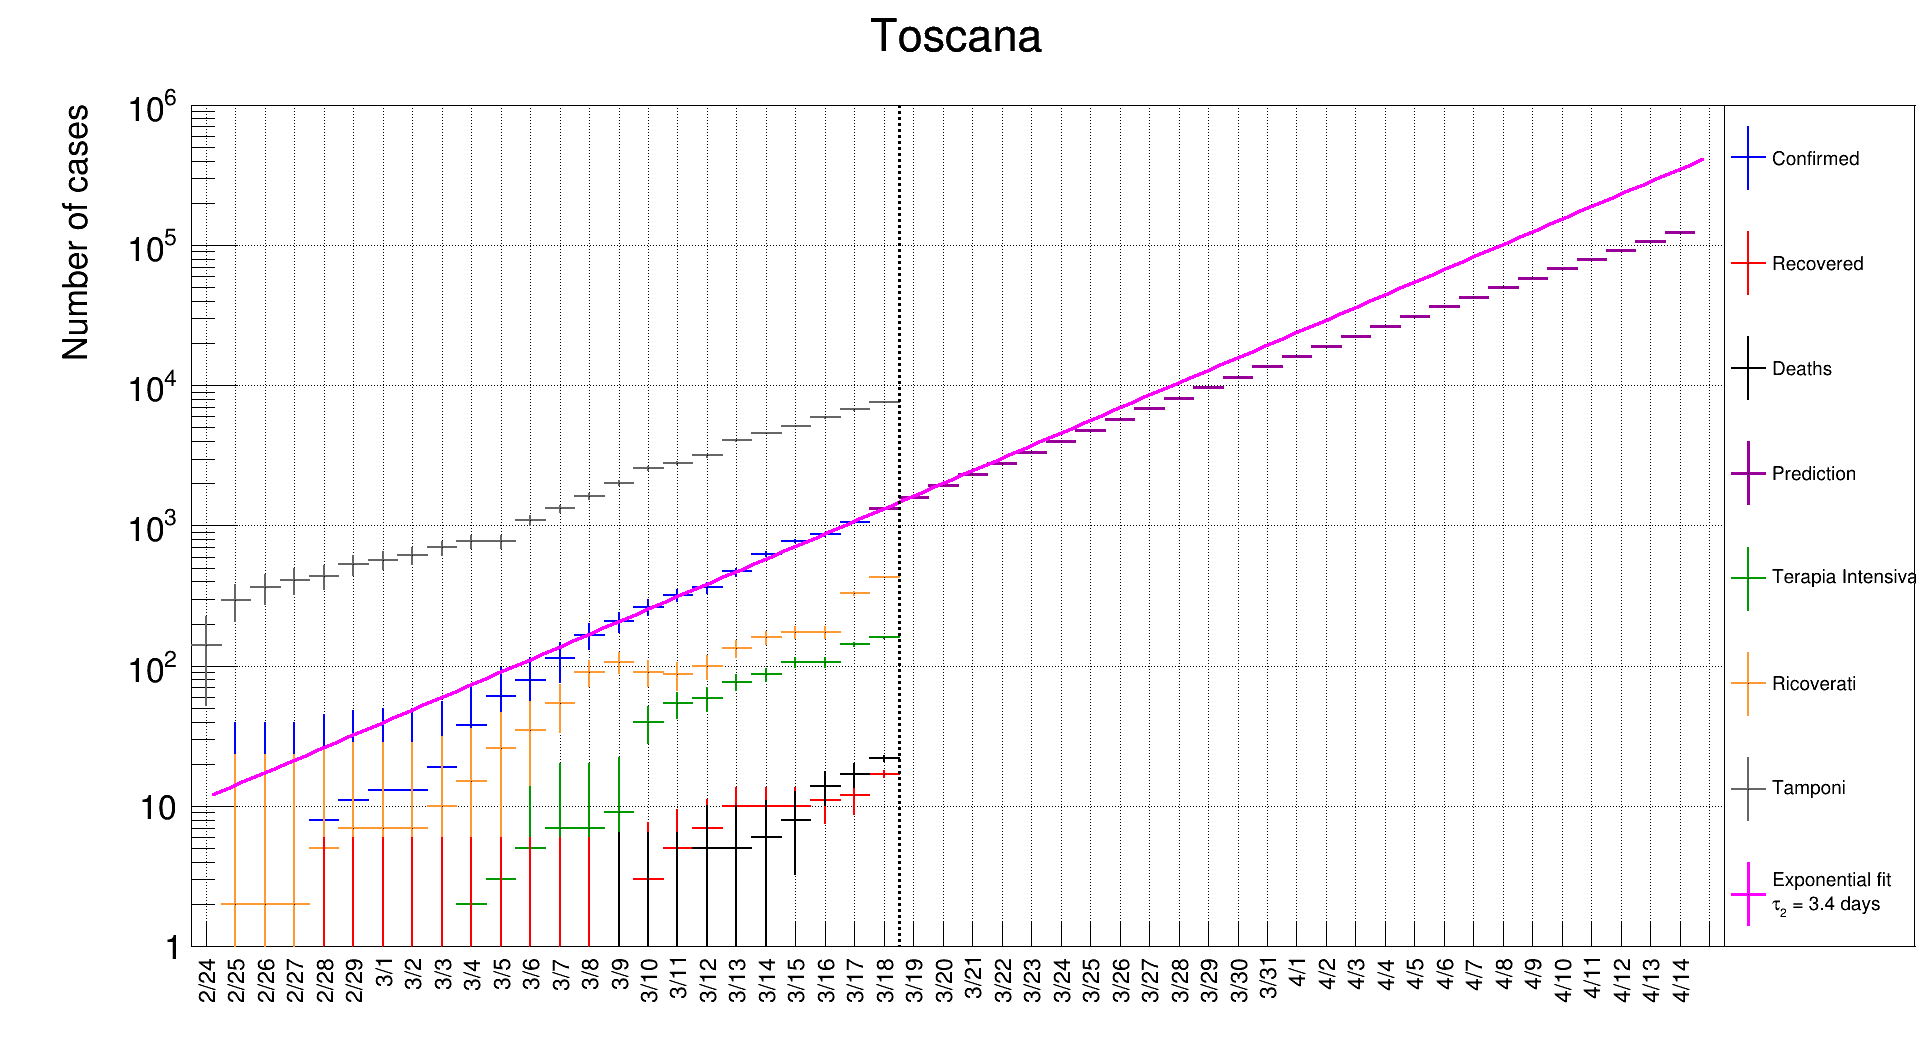 Toscana
Number of cases
10^6
10^5
10^4
10^3
10^2
10
1
2/24 2/25 2/26 2/27 2/28 2/29 3/1 3/2 3/3 3/4 3/5 3/6 3/7 3/8 3/9 3/10 3/11 3/12 3/13 3/14 3/15 3/16 3/17 3/18 3/19 3/20 3/21 3/22 3/23 3/24 3/25 3/26 3/27 3/28 3/29 3/30 3/31 4/1 4/2 4/3 4/4 4/5 4/6 4/7 4/8 4/9 4/10 4/11 4/12 4/13 4/14
Confirmed
Recovered
Deaths
Prediction
Terapia Intensiva
Ricoverati
Tamponi
Exponential fit
τ₂ = 3.4 days